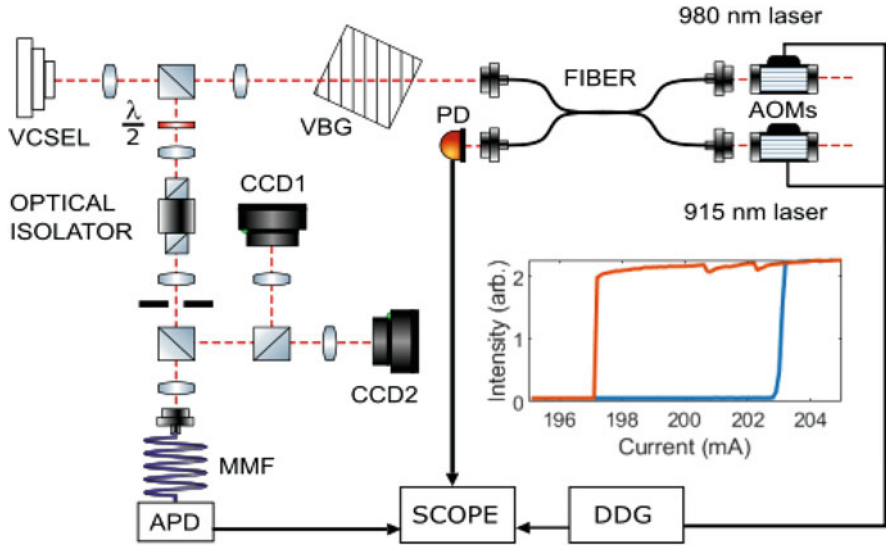 980 nm laser
FIBER
AOMs
VBG
PD
VCSEL
λ
2
CCD1
OPTICAL
ISOLATOR
915 nm laser
CCD2
Intensity (arb.)
2
1
0
196
198
200
202
204
Current (mA)
MMF
APD
SCOPE
DDG